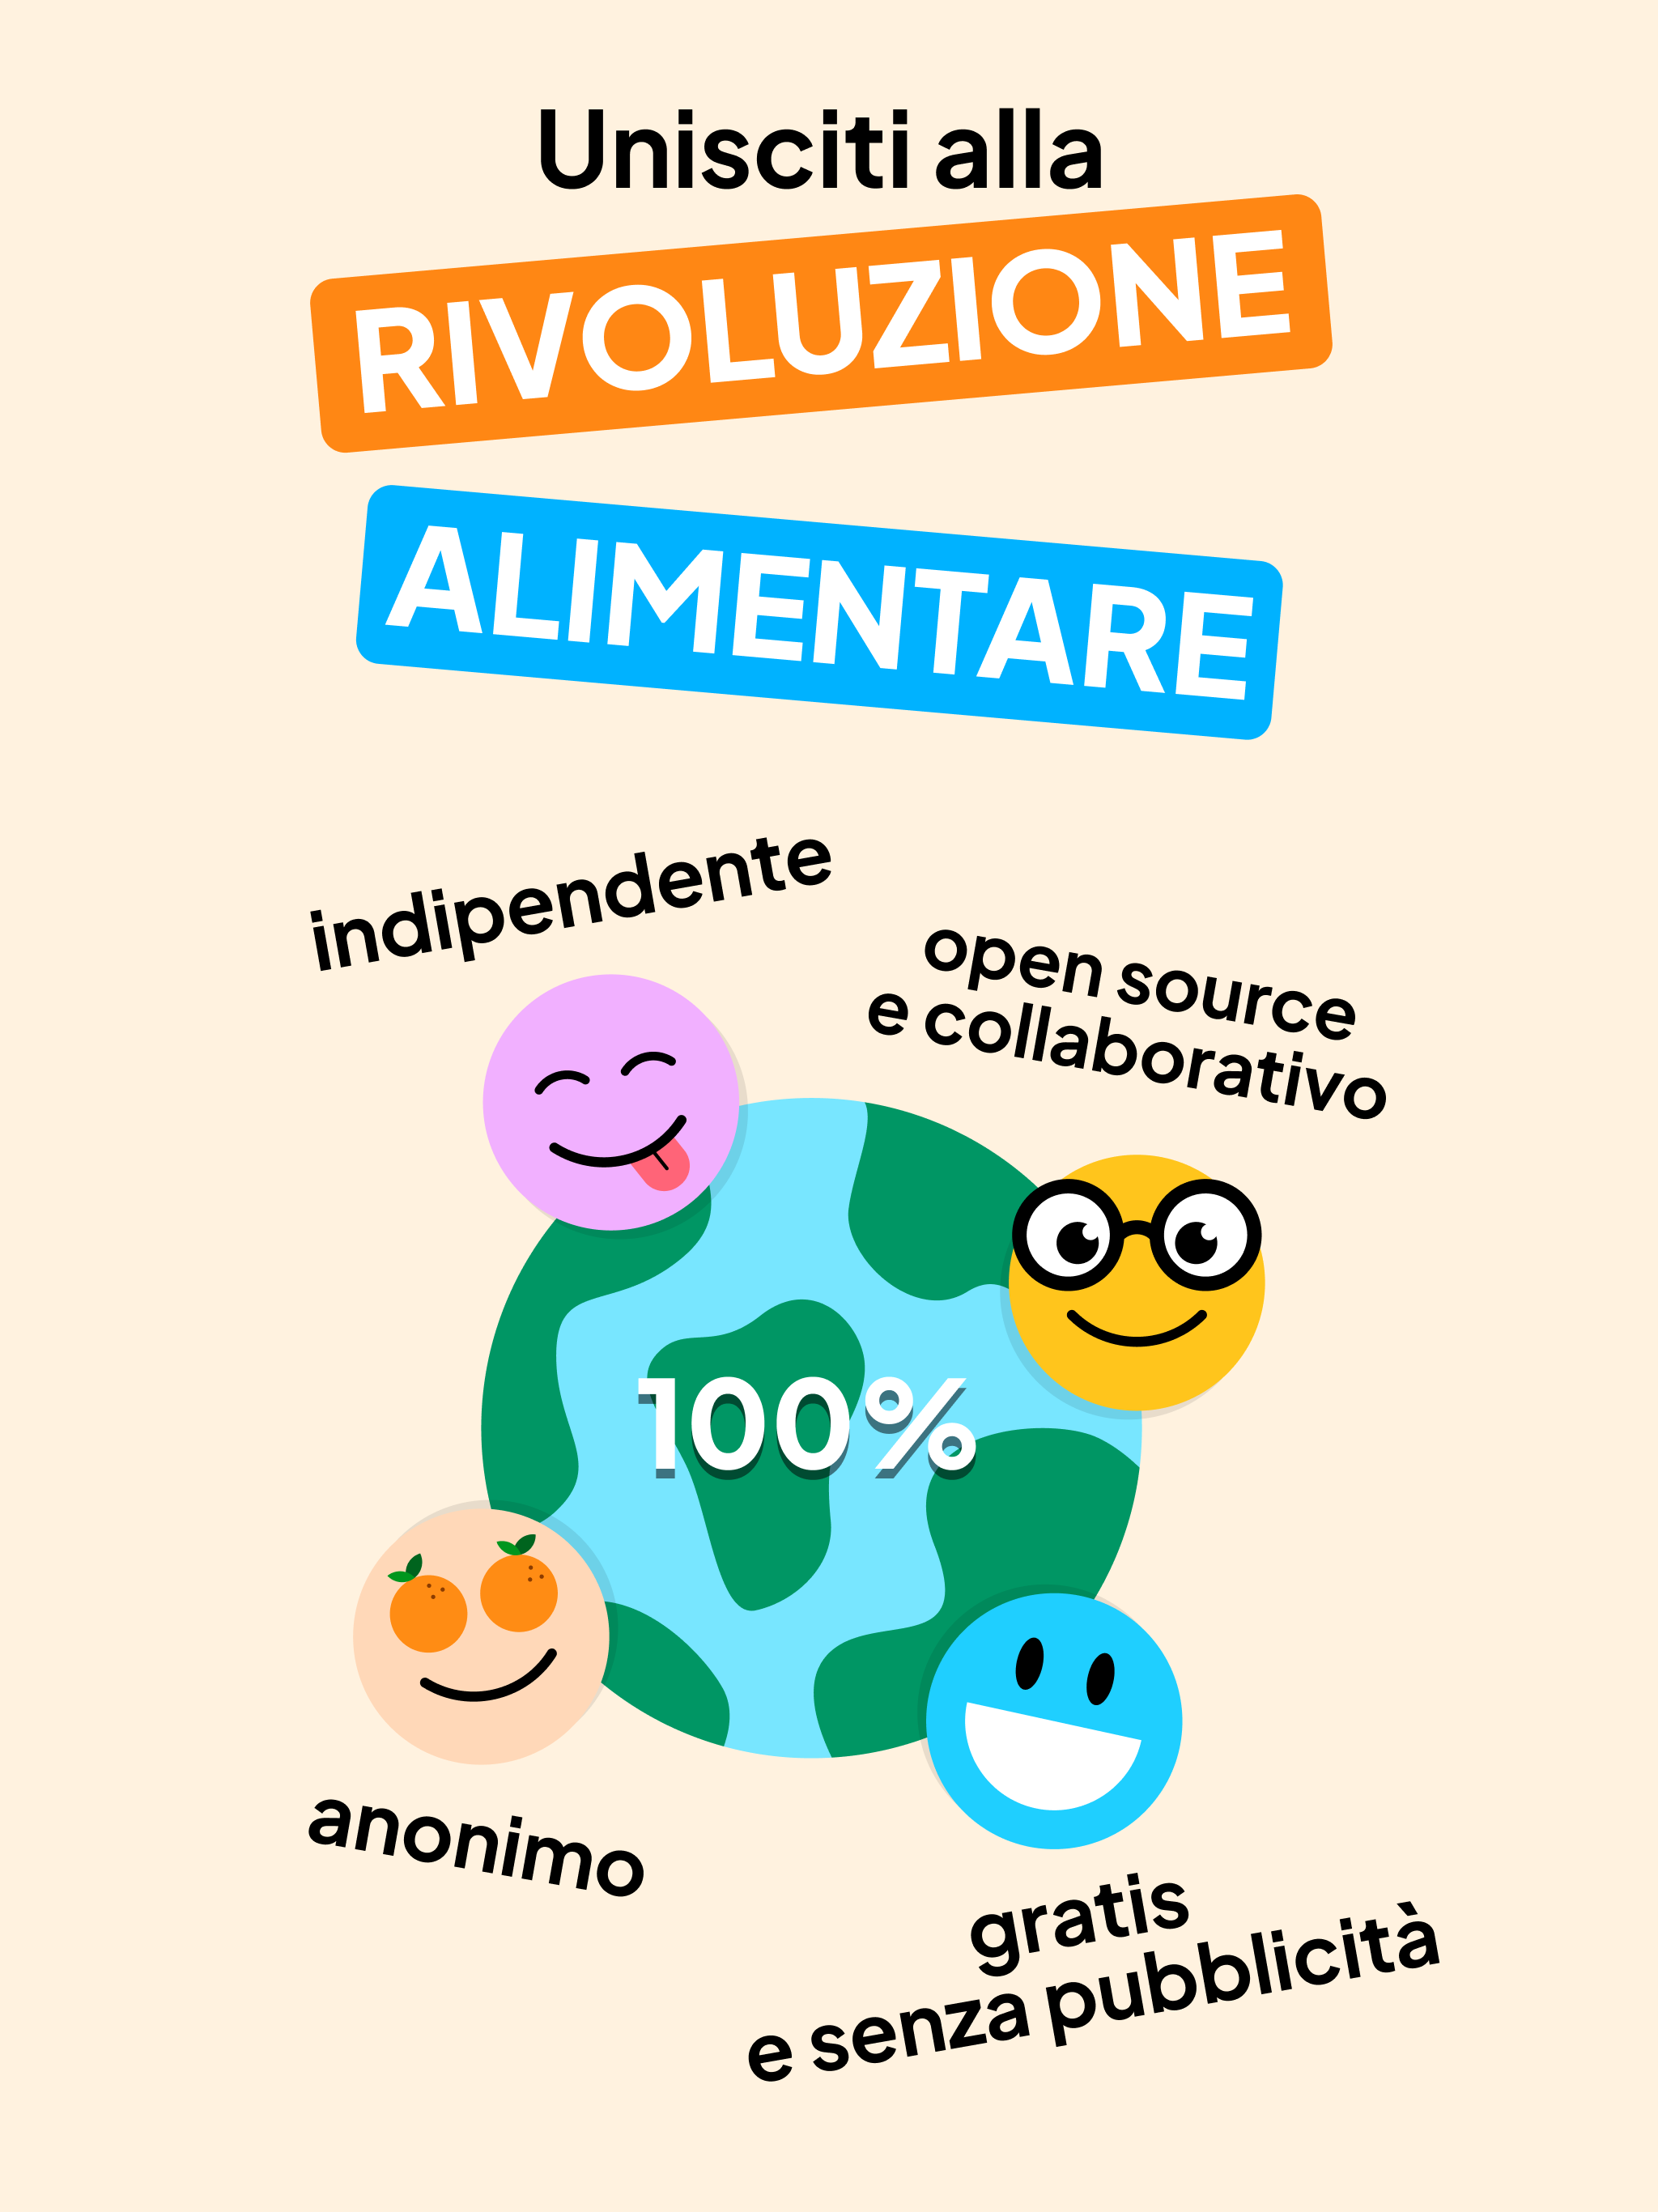 Unisciti alla
RIVOLUZIONE
ALIMENTARE
indipendente
open source
e collaborativo
100%
anonimo
gratis
e senza pubblicità